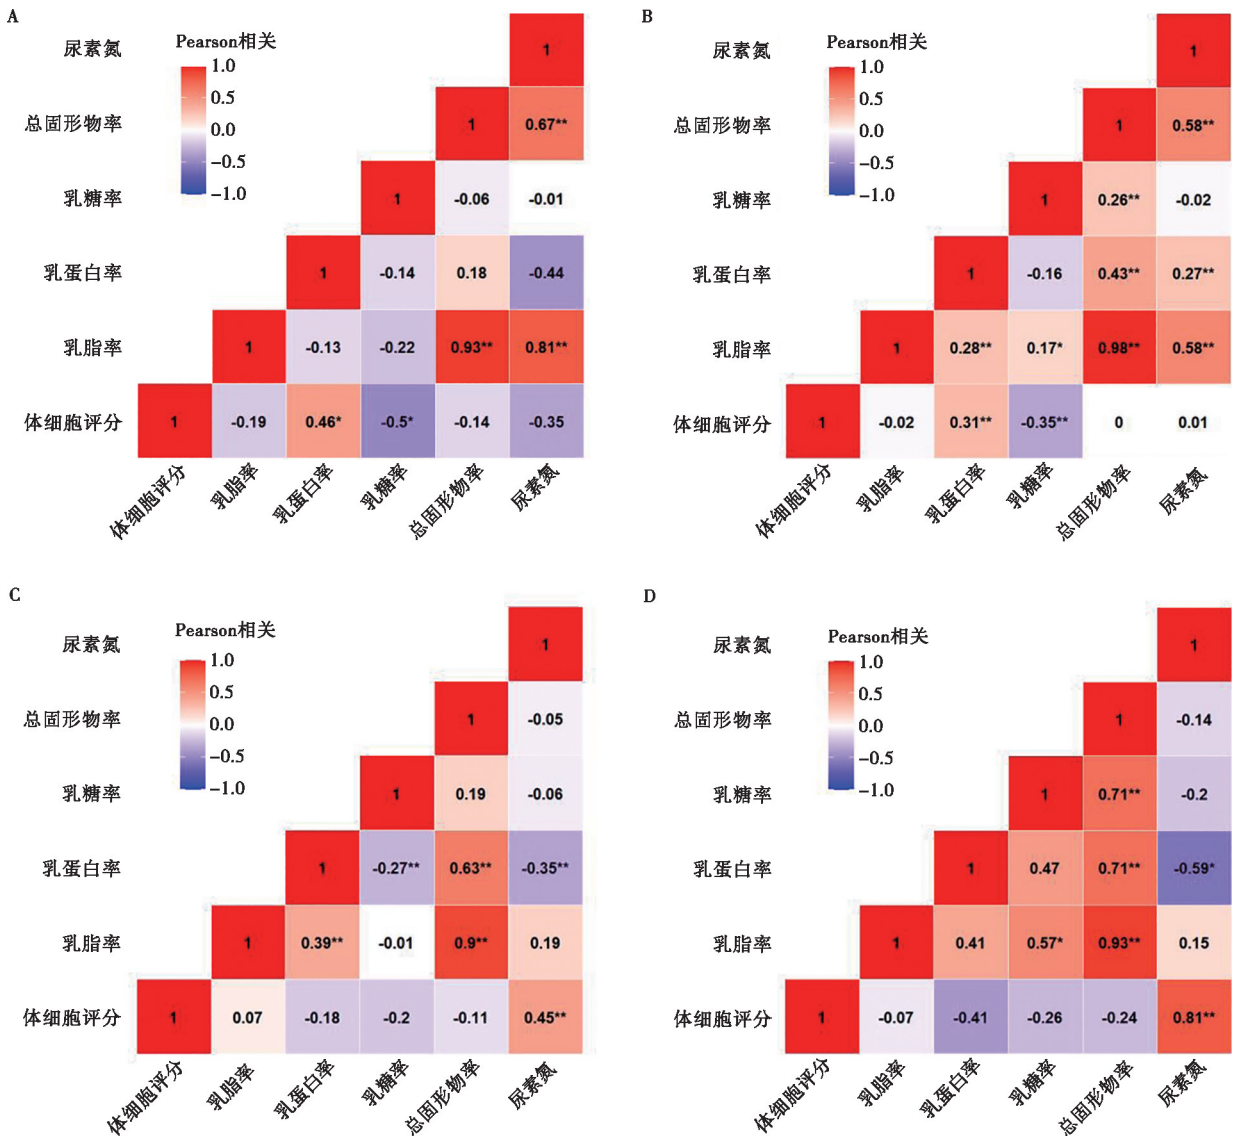 A
Pearson相关
1.0
0.5
0.0
-0.5
-1.0
尿素氮 1
总固形物率 1 0.67**
乳糖率 1 -0.06 -0.01
乳蛋白率 1 -0.14 0.18 -0.44
乳脂率 1 -0.13 -0.22 0.93** 0.81**
体细胞评分 1 -0.19 0.46* -0.5* -0.14 -0.35
体细胞评分 乳脂率 乳蛋白率 乳糖率 总固形物率 尿素氮
B
Pearson相关
1.0
0.5
0.0
-0.5
-1.0
尿素氮 1
总固形物率 1 0.58**
乳糖率 1 0.26** -0.02
乳蛋白率 1 -0.16 0.43** 0.27**
乳脂率 1 0.28** 0.17* 0.98** 0.58**
体细胞评分 1 -0.02 0.31** -0.35** 0 0.01
体细胞评分 乳脂率 乳蛋白率 乳糖率 总固形物率 尿素氮
C
Pearson相关
1.0
0.5
0.0
-0.5
-1.0
尿素氮 1
总固形物率 1 -0.05
乳糖率 1 0.19 -0.06
乳蛋白率 1 -0.27** 0.63** -0.35**
乳脂率 1 0.39** -0.01 0.9** 0.19
体细胞评分 1 0.07 -0.18 -0.2 -0.11 0.45**
体细胞评分 乳脂率 乳蛋白率 乳糖率 总固形物率 尿素氮
D
Pearson相关
1.0
0.5
0.0
-0.5
-1.0
尿素氮 1
总固形物率 1 -0.14
乳糖率 1 0.71** -0.2
乳蛋白率 1 0.47 0.71** -0.59*
乳脂率 1 0.41 0.57* 0.93** 0.15
体细胞评分 1 -0.07 -0.41 -0.26 -0.24 0.81**
体细胞评分 乳脂率 乳蛋白率 乳糖率 总固形物率 尿素氮